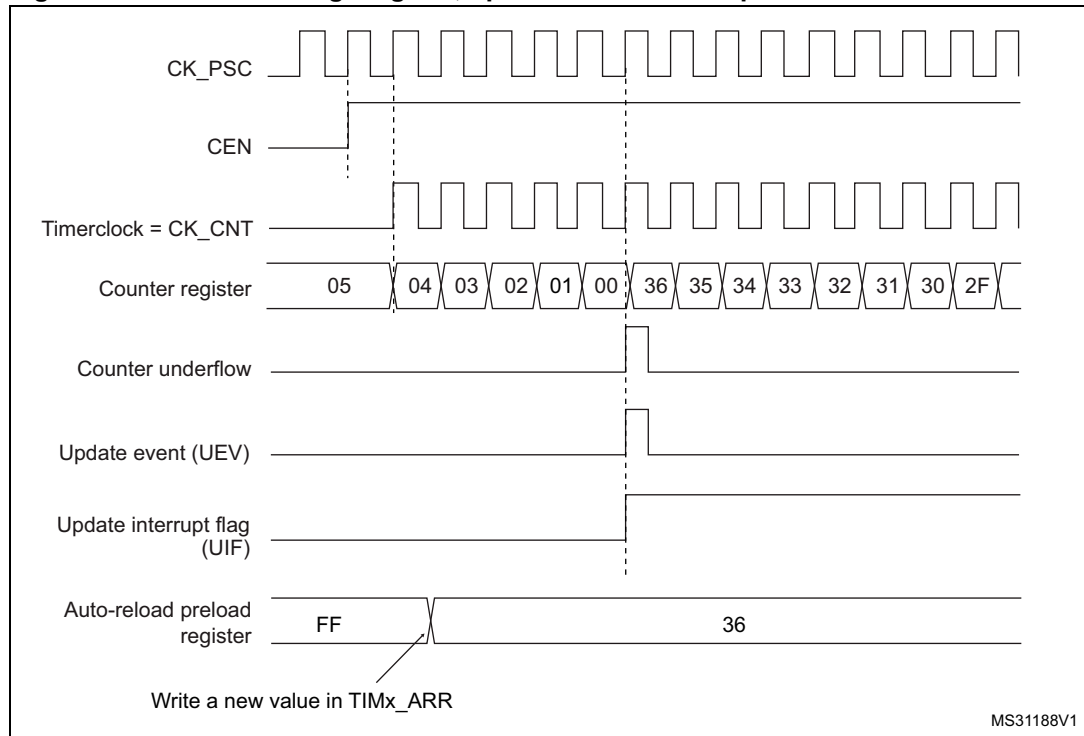 CK_PSC
CEN
Timerclock = CK_CNT
Counter register 05 04 03 02 01 00 36 35 34 33 32 31 30 2F
Counter underflow
Update event (UEV)
Update interrupt flag
(UIF)
Auto-reload preload
register FF 36
Write a new value in TIMx_ARR
MS31188V1